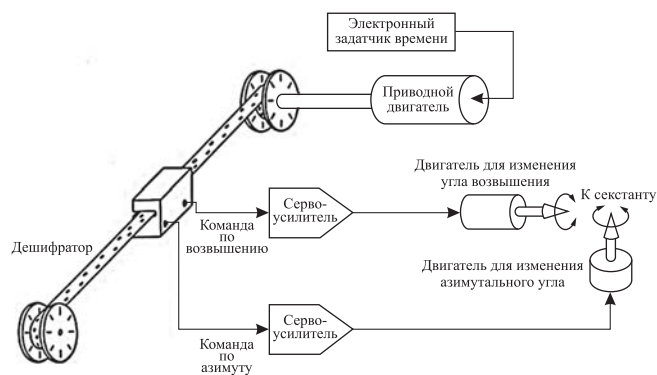 Электронный
задатчик времени
Приводной
двигатель
Двигатель для изменения
угла возвышения
К секстанту
Серво-
усилитель
Команда
по
возвышению
Дешифратор
Двигатель для изменения
азимутального угла
Серво-
усилитель
Команда
по
азимуту